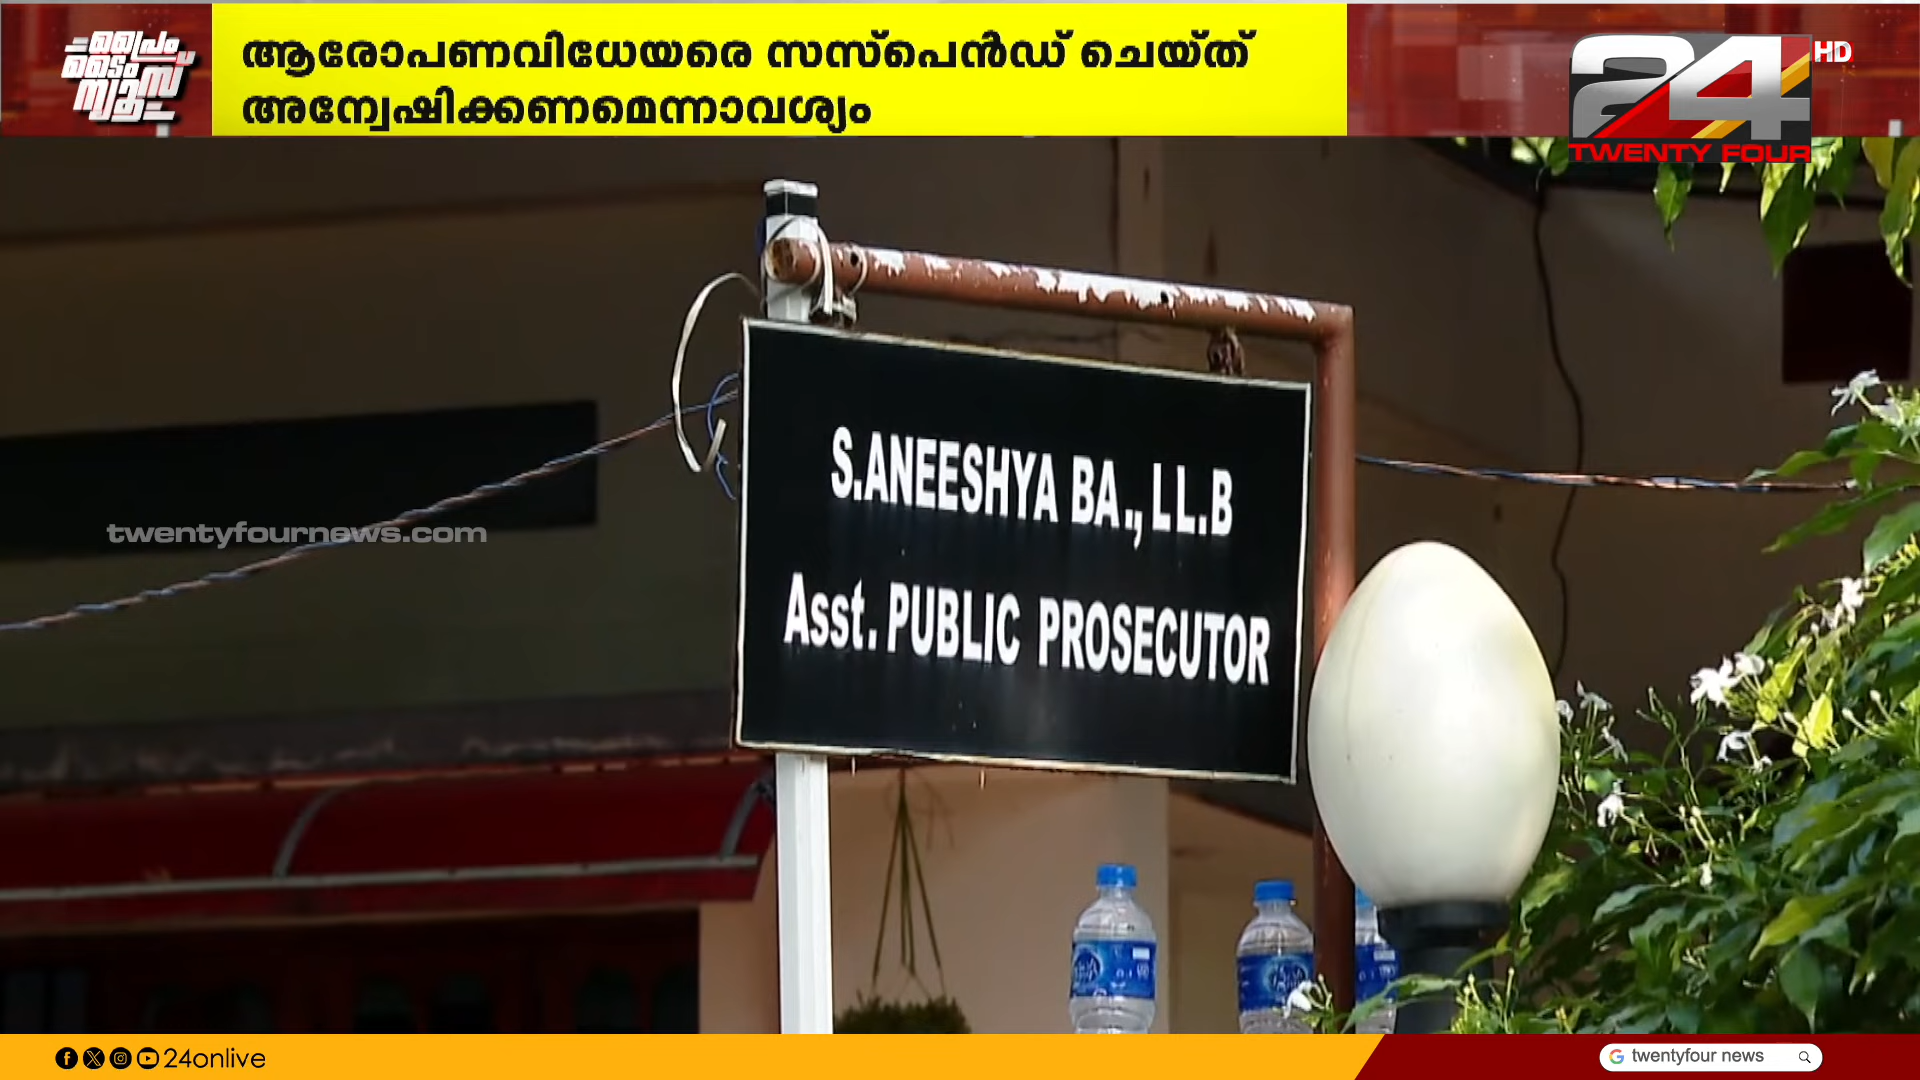 പ്രൈം
ടൈം
ന്യൂസ്
ആരോപണവിധേയരെ സസ്പെൻഡ് ചെയ്ത്
അന്വേഷിക്കണമെന്നാവശ്യം
24 HD
TWENTY FOUR
S.ANEESHYA BA., LL.B
Asst. PUBLIC PROSECUTOR
twentyfournews.com
24onlive
twentyfour news